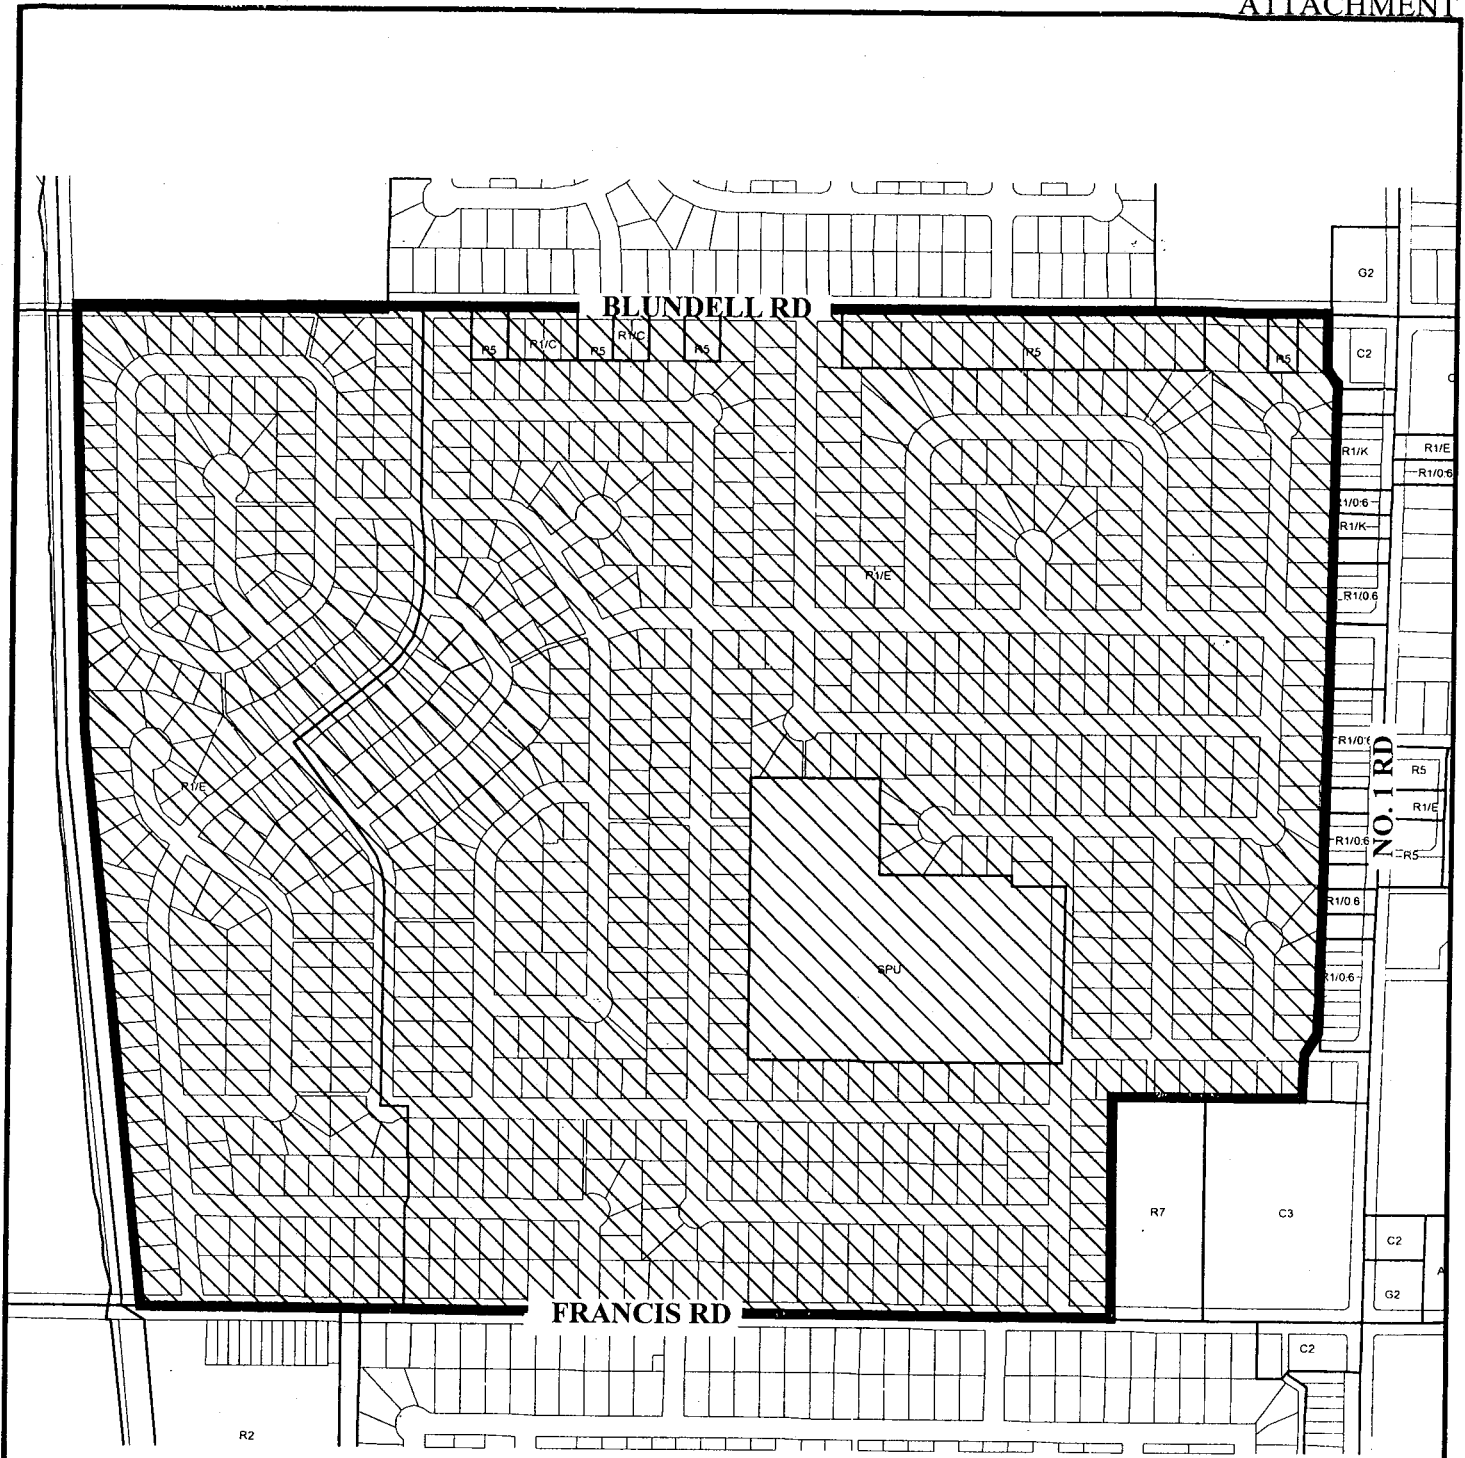 ATTACHMENT
BLUNDELL RD
G2
C2
R5
R1/C
R5
R1/C
R5
R5
R5
R1/K
R1/E
R1/0.6
R1/0.6
R1/K
R1/E
R1/0.6
R1/0.6
NO. 1 RD
R5
R1/E
R1/E
R1/0.6
R5
R1/0.6
SPU
R1/0.6
R7
C3
C2
A
G2
FRANCIS RD
C2
R2